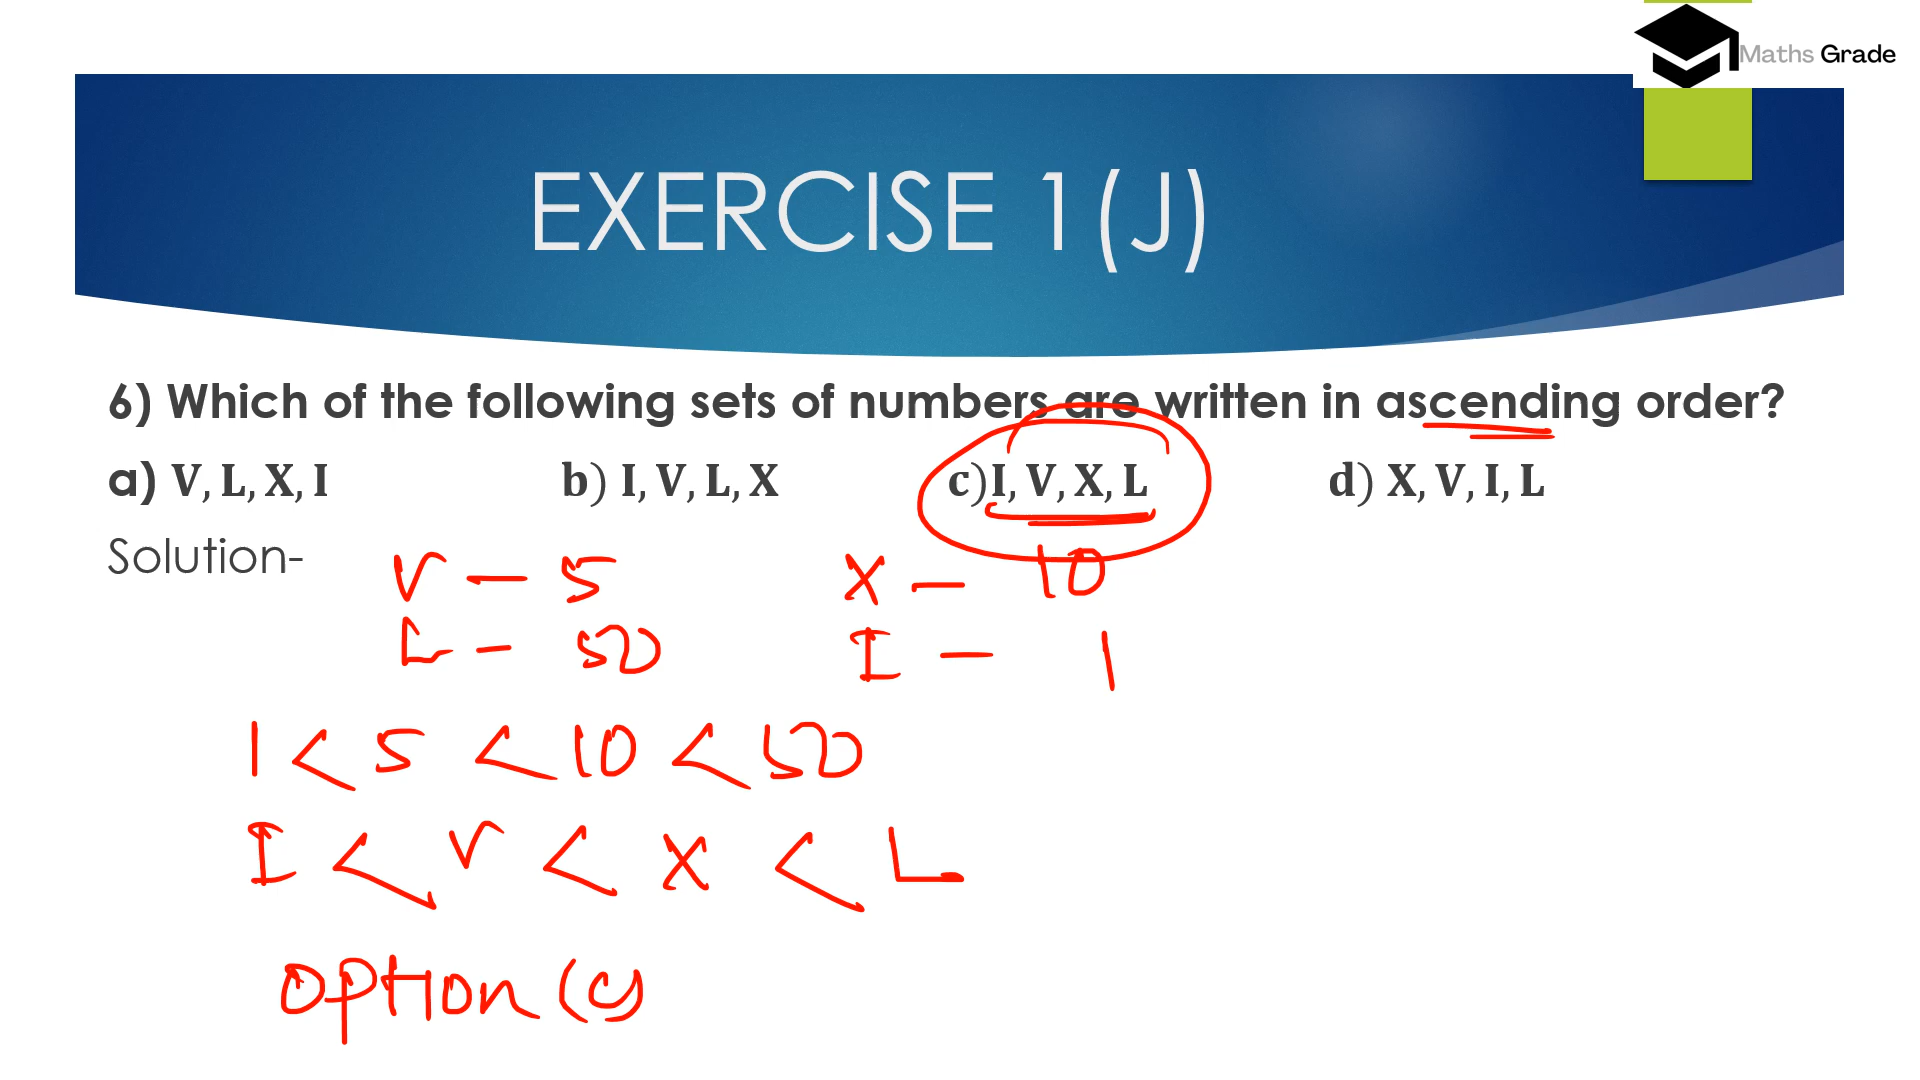 Maths Grade
EXERCISE 1(J)
6) Which of the following sets of numbers are written in ascending order?
a) V, L, X, I b) I, V, L, X c)I, V, X, L d) X, V, I, L
Solution-
V – 5 X – 10
L – 50 I – 1
1 < 5 < 10 < 50
I < V < X < L
option (c)